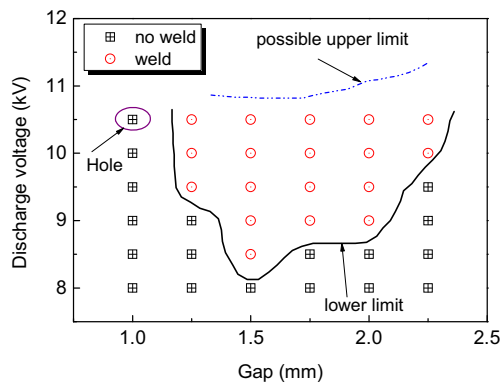 no weld
weld
possible upper limit
Hole
lower limit
Discharge voltage (kV)
12
11
10
9
8
1.0
1.5
2.0
2.5
Gap (mm)